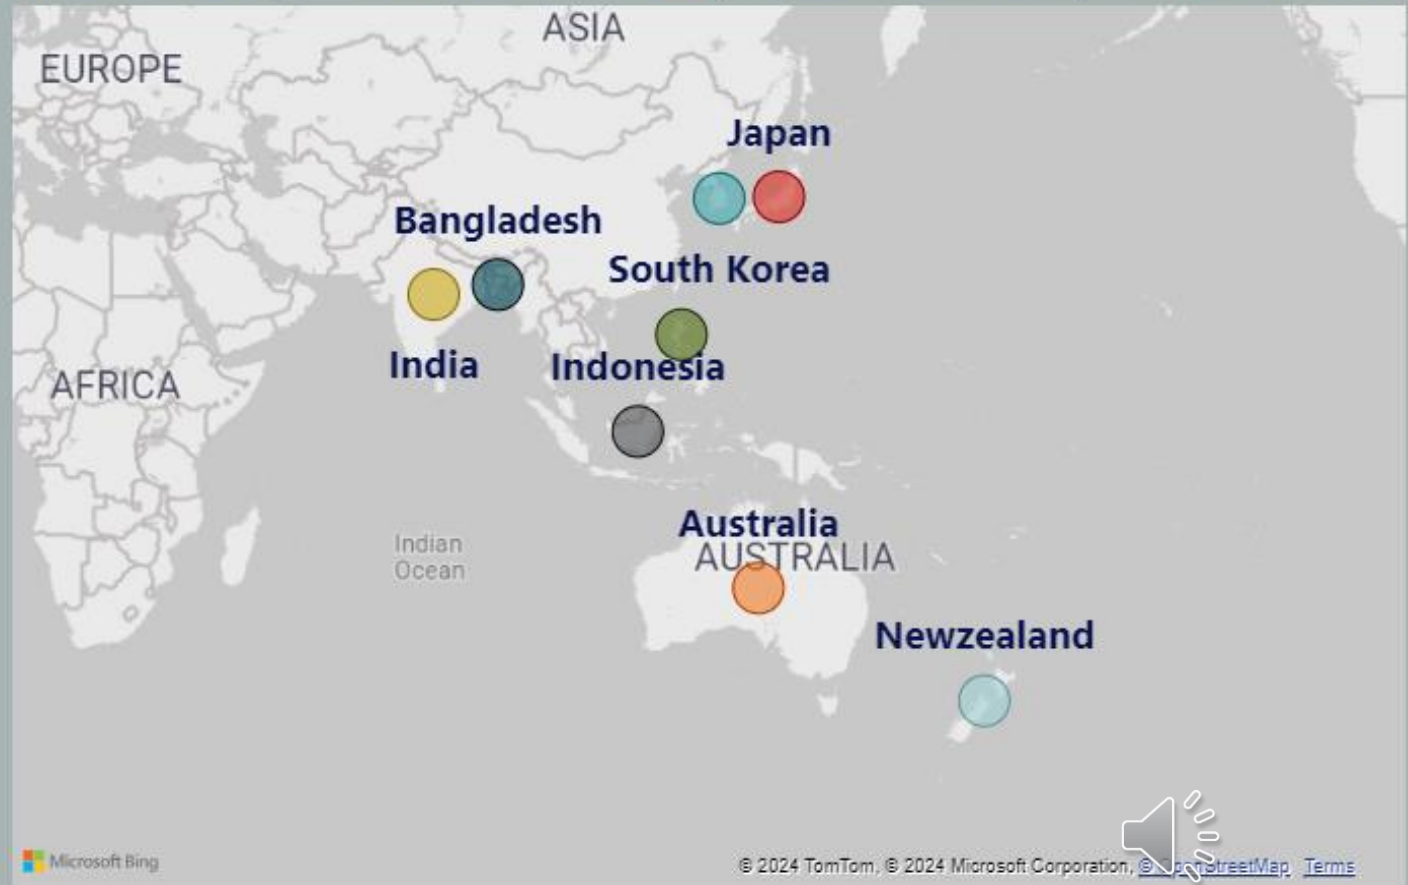 ASIA
EUROPE
Japan
Bangladesh
South Korea
India
Indonesia
AFRICA
Australia
AUSTRALIA
Indian
Ocean
Newzealand
Microsoft Bing
© 2024 TomTom, © 2024 Microsoft Corporation, © OpenStreetMap Terms